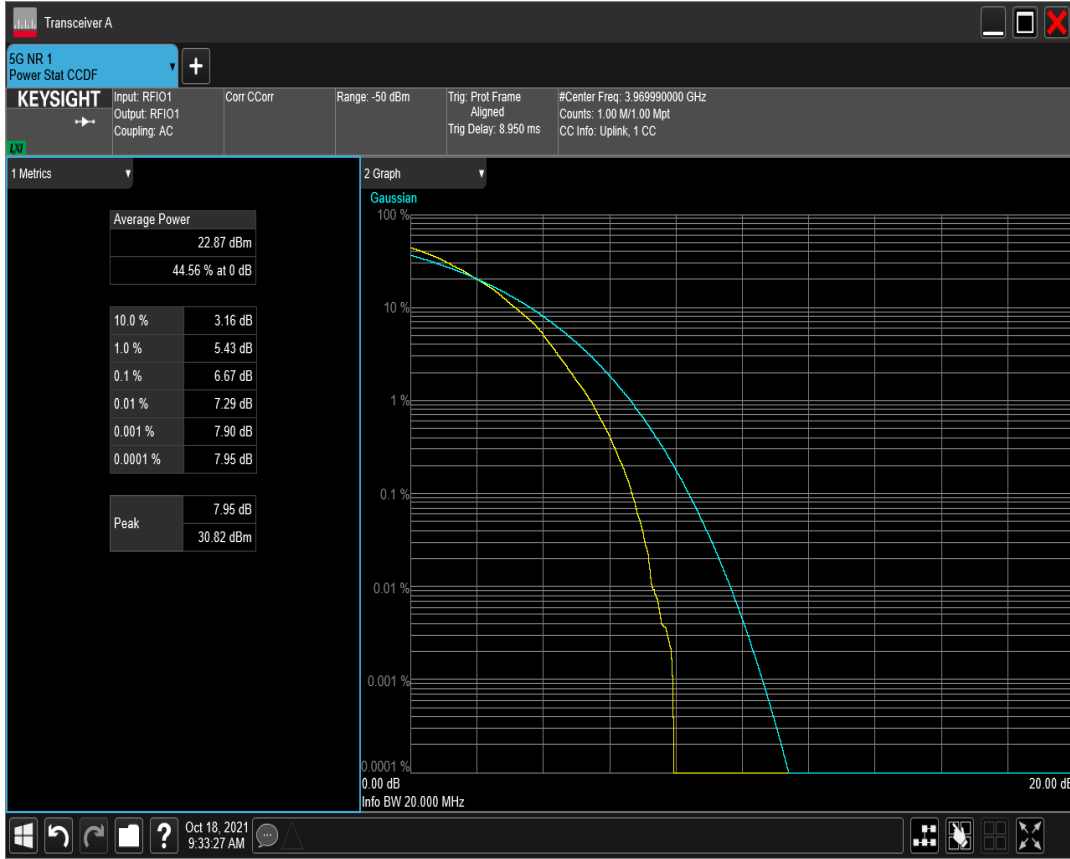 Transceiver A
5G NR 1
Power Stat CCDF
+
KEYSIGHT
LXI
Input: RFIO1
Output: RFIO1
Coupling: AC
Corr CCorr
Range: -50 dBm
Trig: Prot Frame
Aligned
Trig Delay: 8.950 ms
#Center Freq: 3.969990000 GHz
Counts: 1.00 M/1.00 Mpt
CC Info: Uplink, 1 CC
1 Metrics
Average Power
22.87 dBm
44.56 % at 0 dB
10.0 % 3.16 dB
1.0 % 5.43 dB
0.1 % 6.67 dB
0.01 % 7.29 dB
0.001 % 7.90 dB
0.0001 % 7.95 dB
Peak
7.95 dB
30.82 dBm
2 Graph
Gaussian
100 %
10 %
1 %
0.1 %
0.01 %
0.001 %
0.0001 %
0.00 dB 20.00 dB
Info BW 20.000 MHz
?
Oct 18, 2021
9:33:27 AM